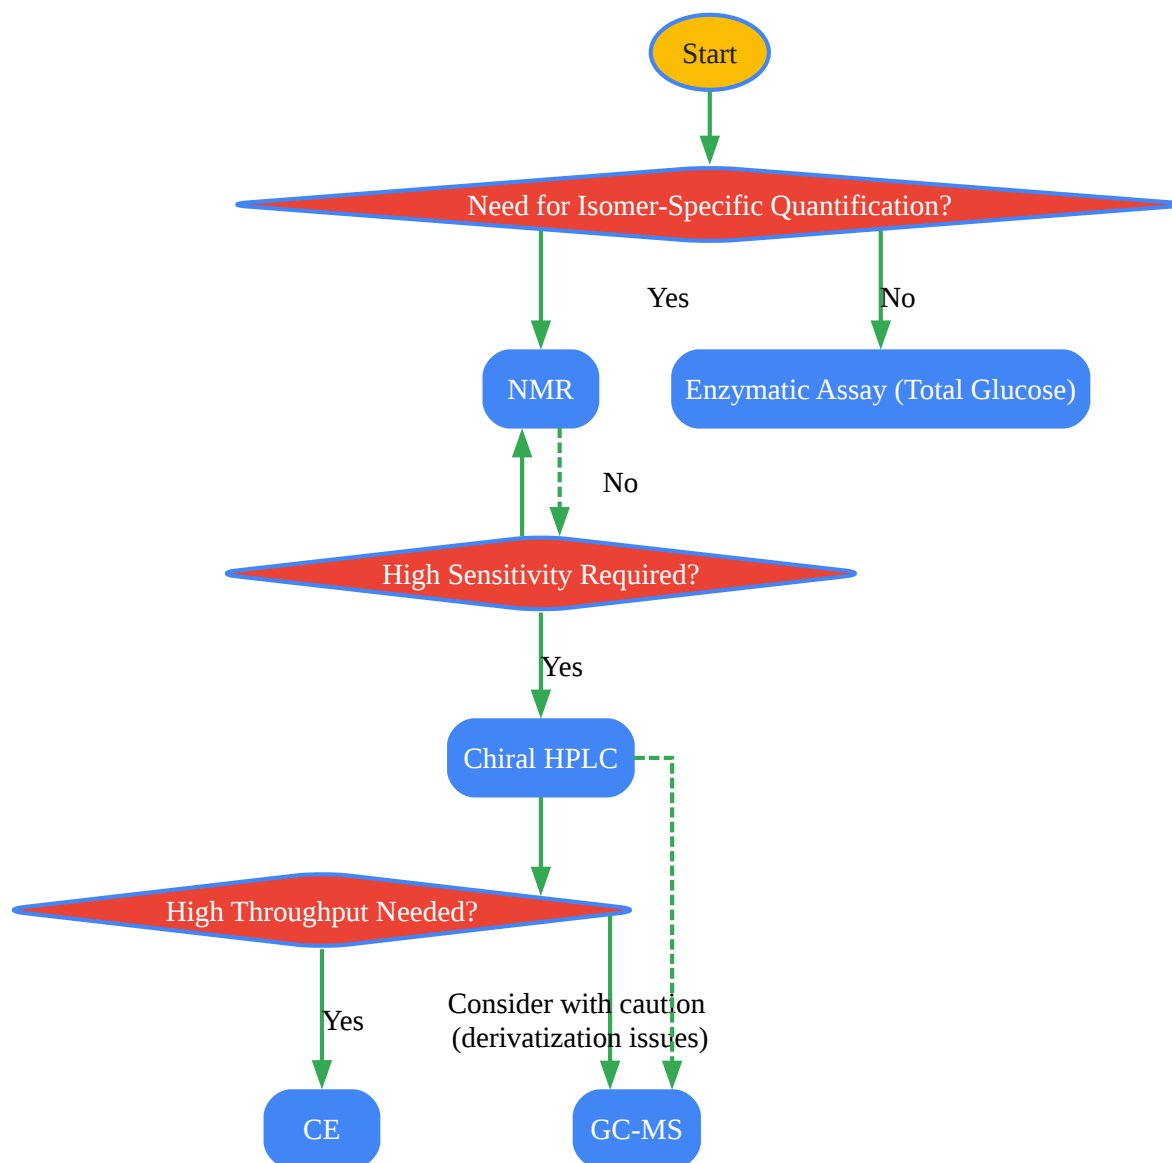 Start
Need for Isomer-Specific Quantification?
Yes
No
NMR
Enzymatic Assay (Total Glucose)
No
High Sensitivity Required?
Yes
Chiral HPLC
High Throughput Needed?
Yes
Consider with caution
(derivatization issues)
CE
GC-MS